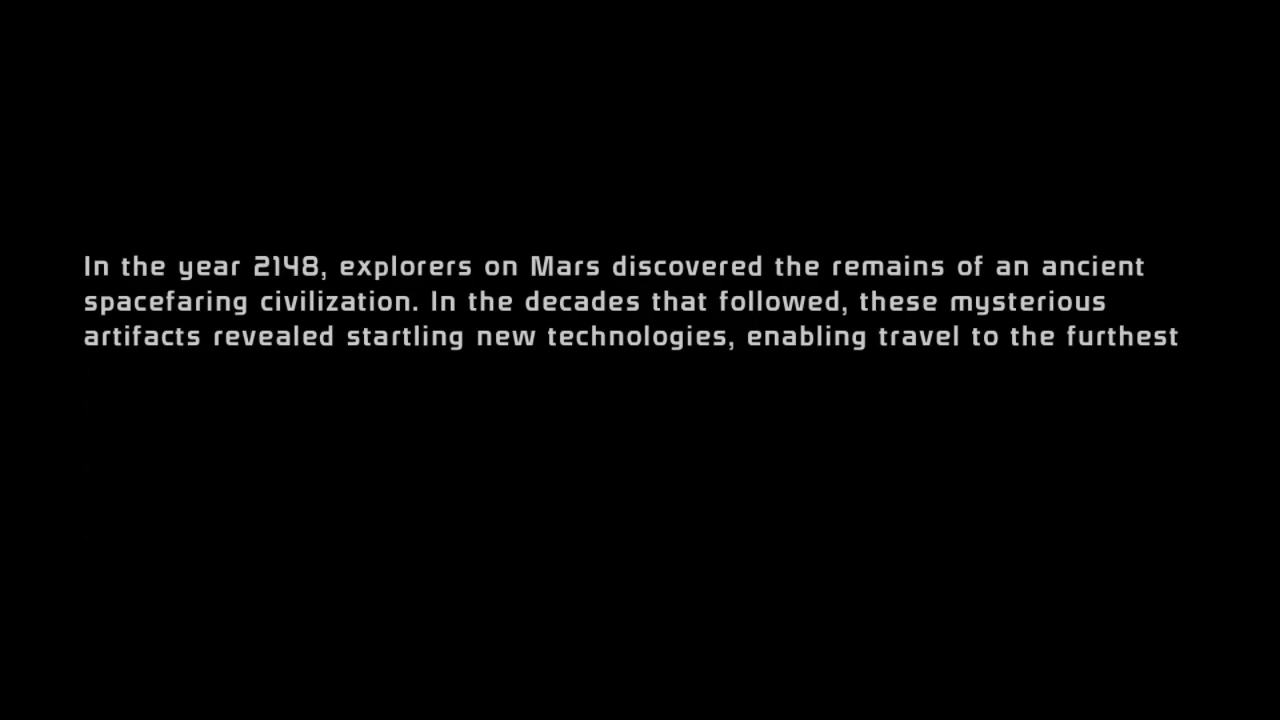 In the year 2148, explorers on Mars discovered the remains of an ancient
spacefaring civilization. In the decades that followed, these mysterious
artifacts revealed startling new technologies, enabling travel to the furthest